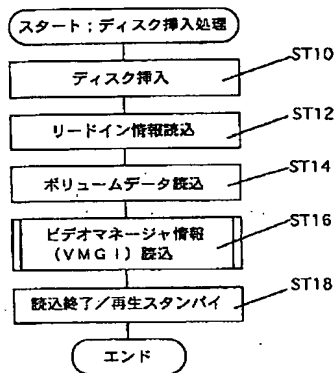 スタート；ディスク挿入処理
ST10
ディスク挿入
ST12
リードイン情報読込
ST14
ボリュームデータ読込
ST16
ビデオマネージャ情報
（VMGI）読込
ST18
読込終了／再生スタンバイ
エンド